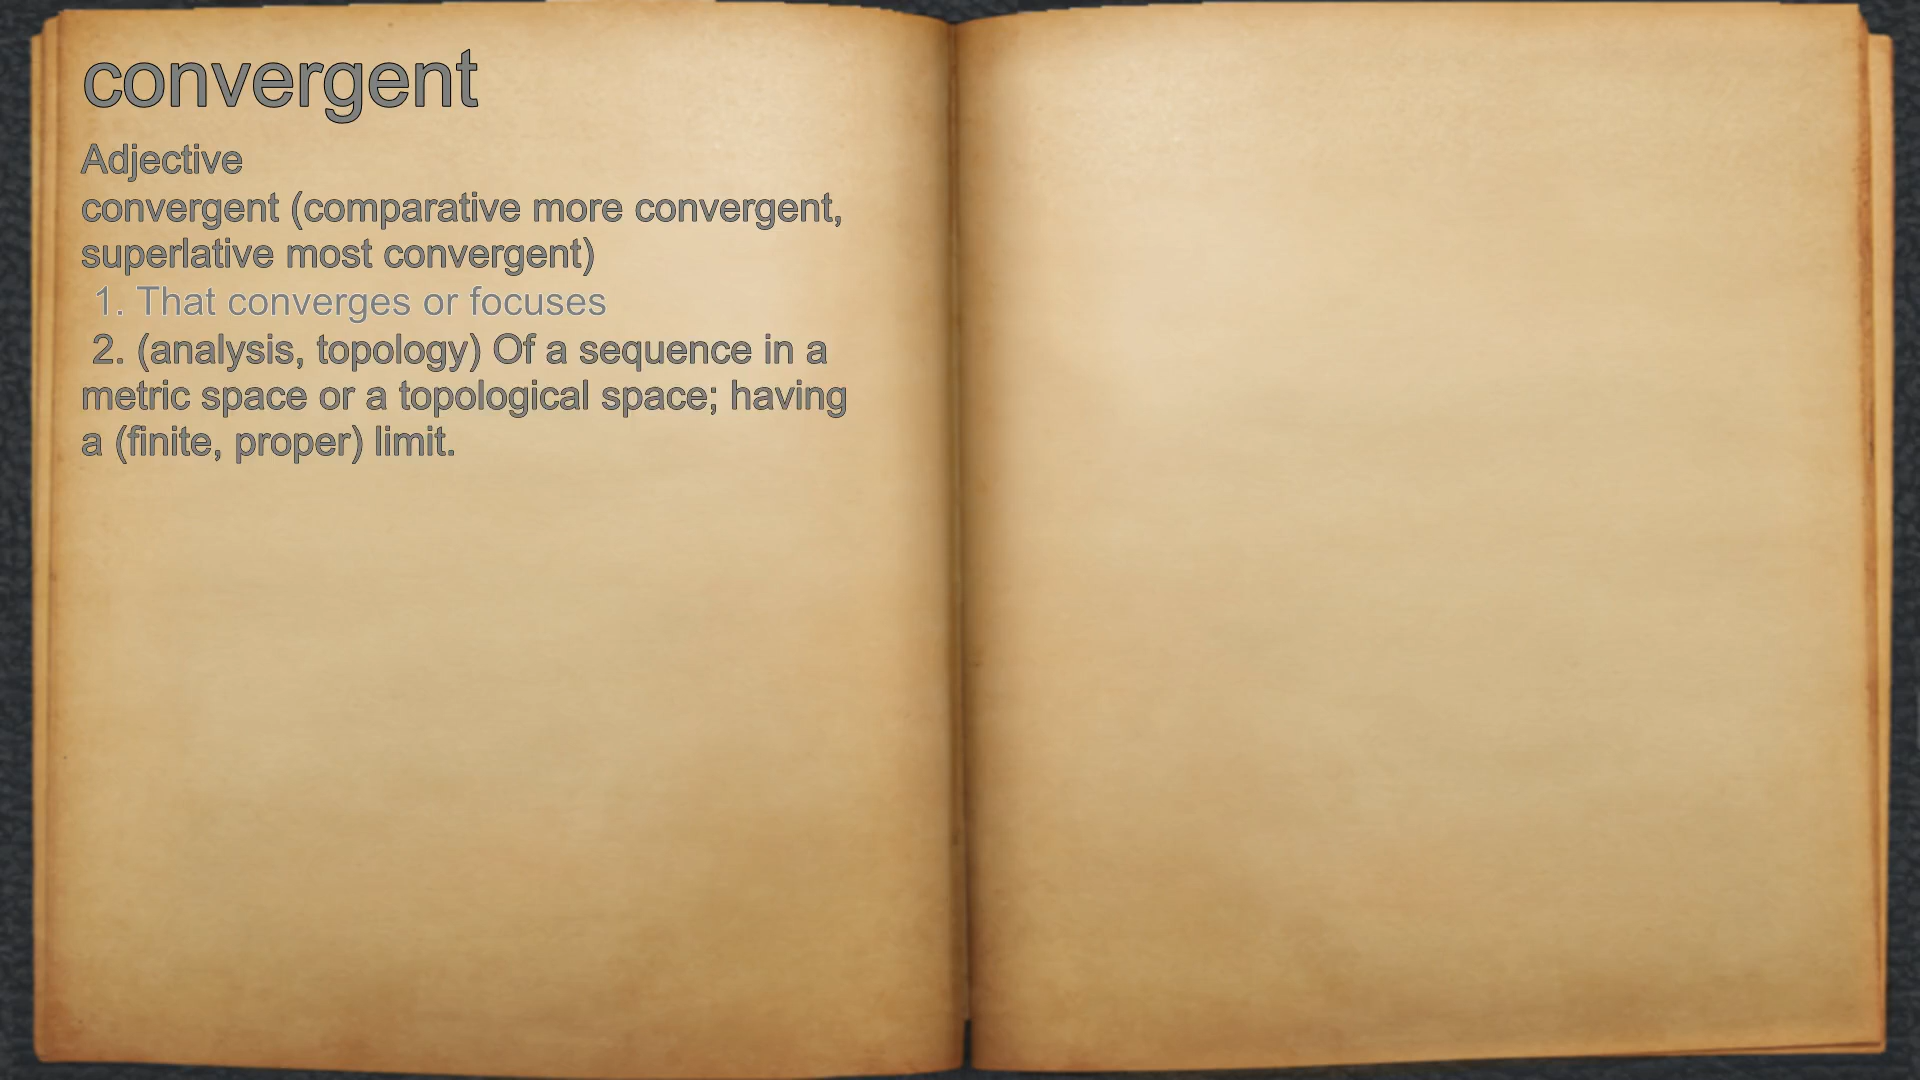 convergent
Adjective
convergent (comparative more convergent,
superlative most convergent)
1. That converges or focuses
2. (analysis, topology) Of a sequence in a
metric space or a topological space; having
a (finite, proper) limit.